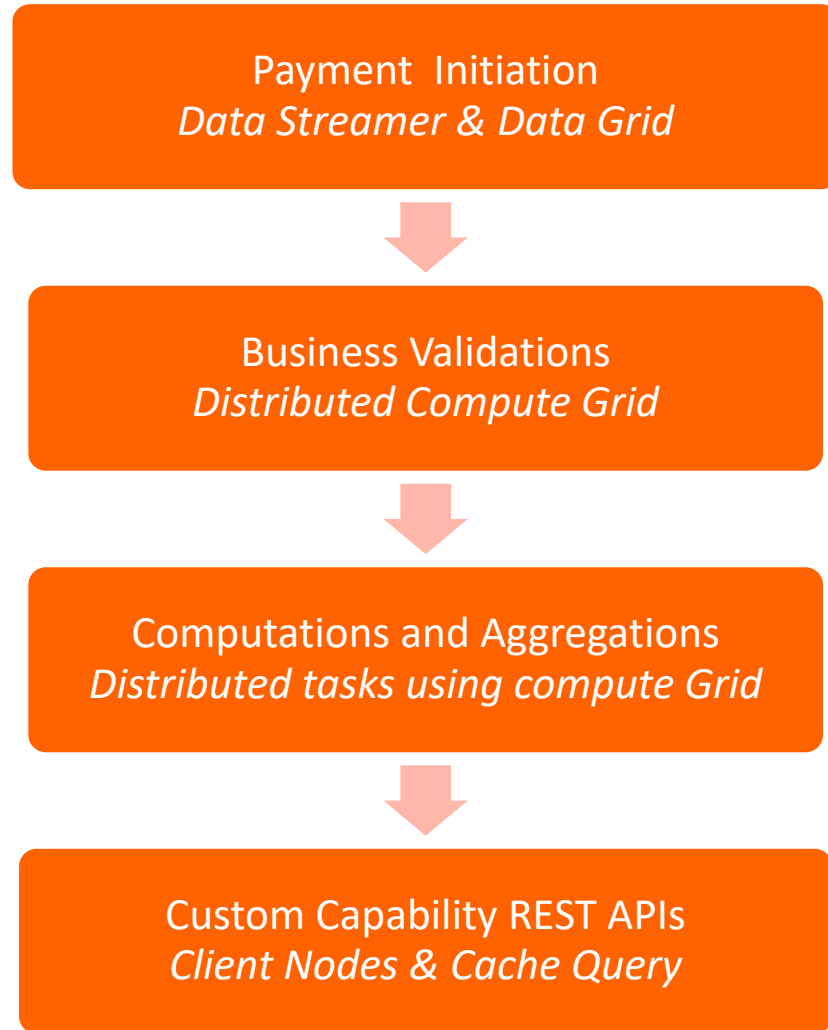 Payment Initiation
Data Streamer & Data Grid
Business Validations
Distributed Compute Grid
Computations and Aggregations
Distributed tasks using compute Grid
Custom Capability REST APIs
Client Nodes & Cache Query